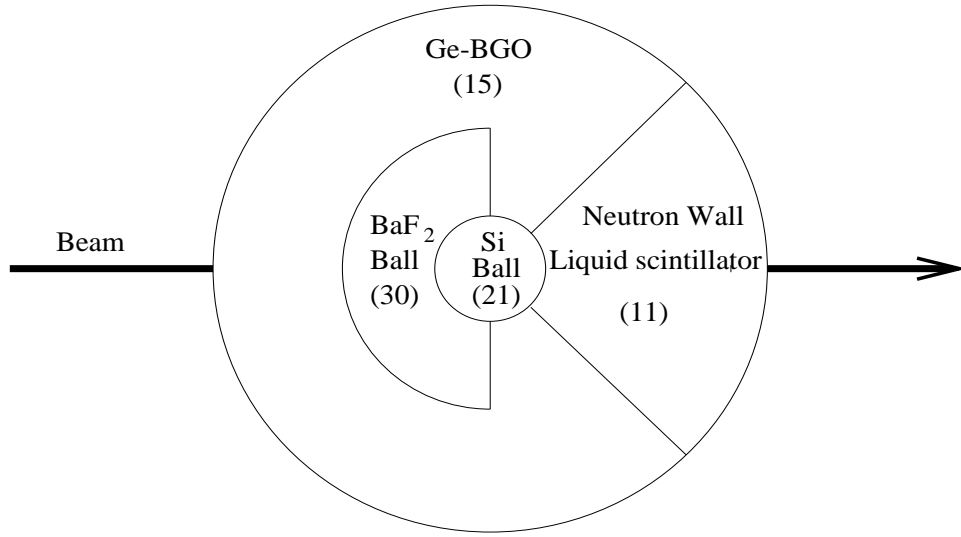 Ge-BGO
(15)
Beam
BaF2
Ball
(30)
Si
Ball
(21)
Neutron Wall
Liquid scintillator
(11)